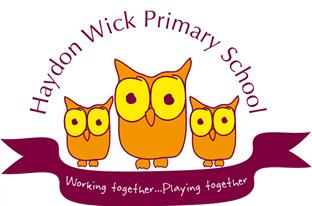 Haydon Wick Primary School
Working together...Playing together